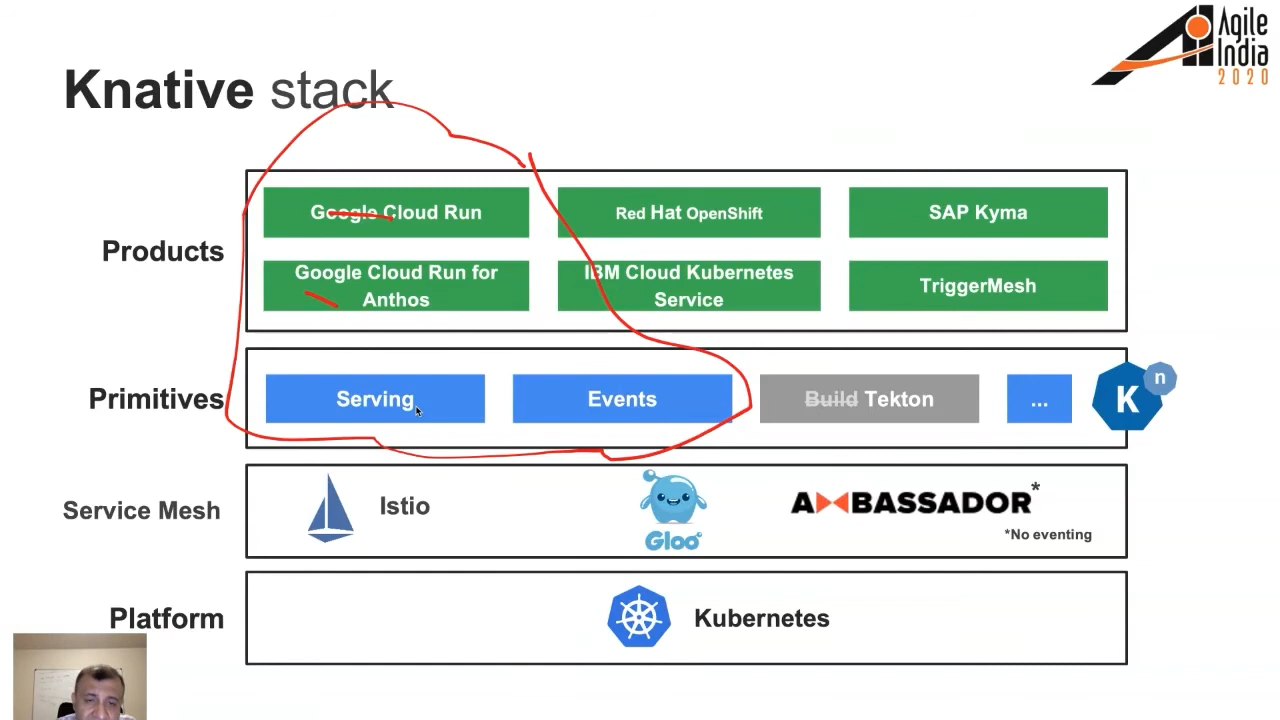 Agile
India
2020
Knative stack
Products
Google Cloud Run
Red Hat OpenShift
SAP Kyma
Google Cloud Run for
Anthos
IBM Cloud Kubernetes
Service
TriggerMesh
Primitives
Serving
Events
Build Tekton
...
K
n
Service Mesh
Istio
Gloo
AMBASSADOR*
*No eventing
Platform
Kubernetes